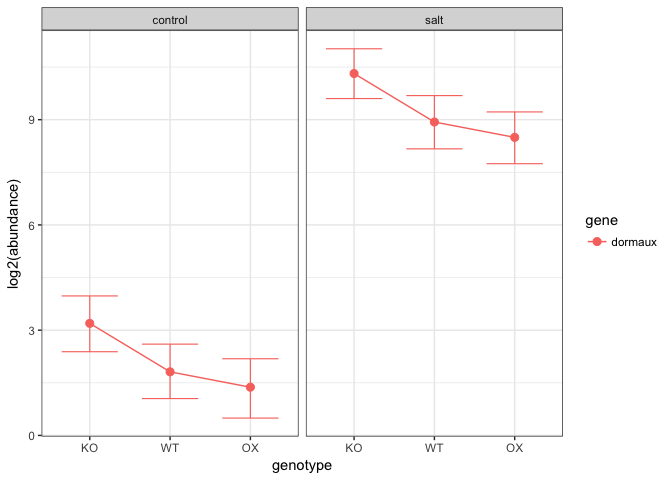 control
salt
log2(abundance)
9
6
3
0
KO
WT
OX
KO
WT
OX
genotype
gene
dormaux